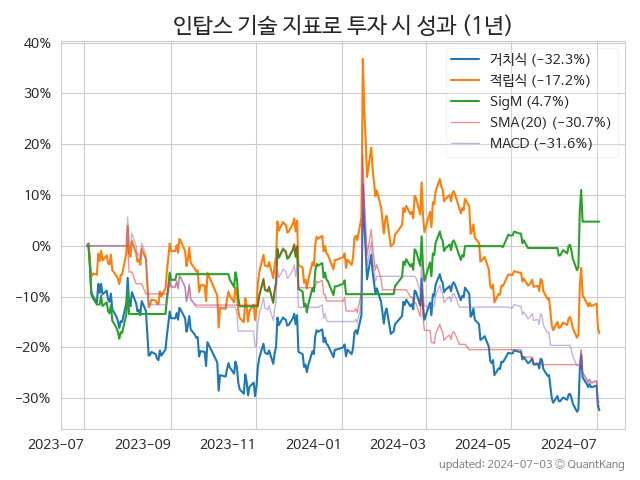 인탑스 기술 지표로 투자 시 성과 (1년)
40%
30%
20%
10%
0%
−10%
−20%
−30%
거치식 (−32.3%)
적립식 (−17.2%)
SigM (4.7%)
SMA(20) (−30.7%)
MACD (−31.6%)
2023-07
2023-09
2023-11
2024-01
2024-03
2024-05
2024-07
updated: 2024-07-03 © QuantKang